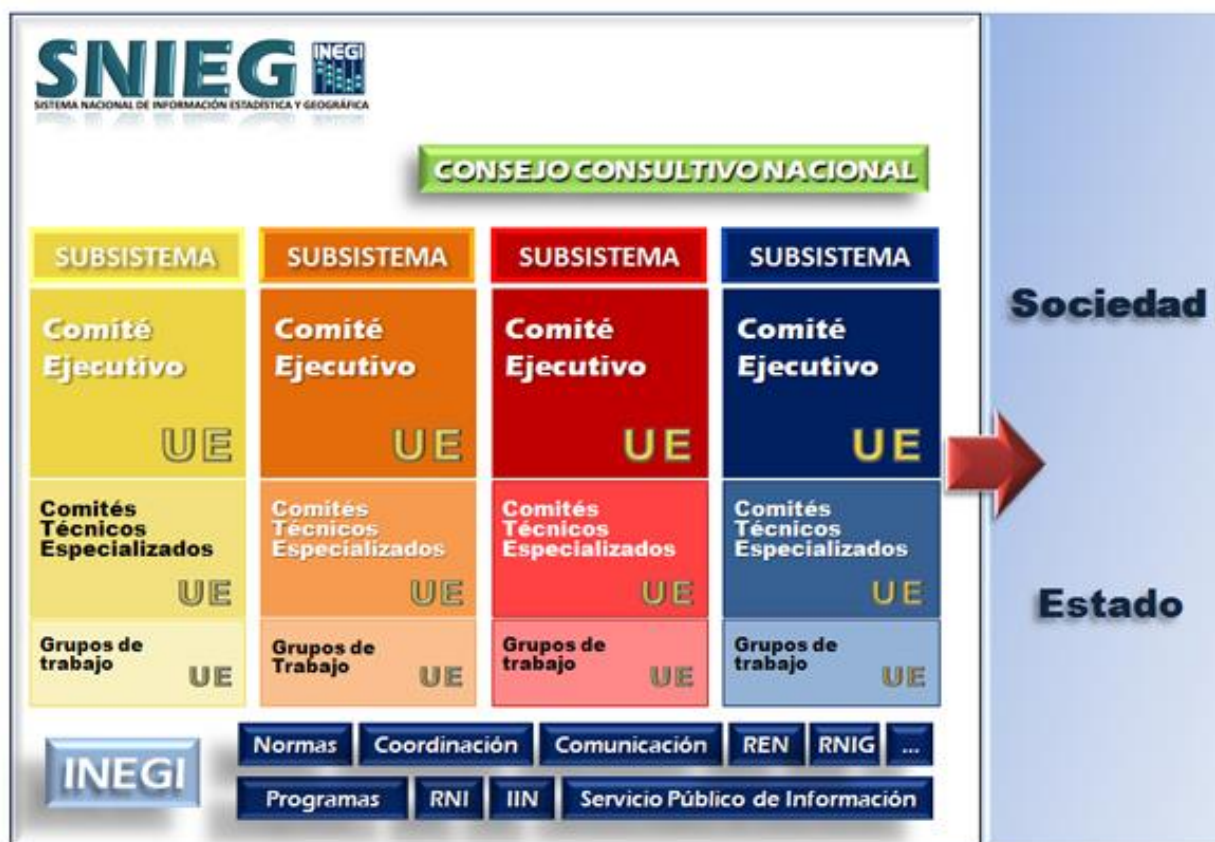 SNIEG INEGI
SISTEMA NACIONAL DE INFORMACIÓN ESTADÍSTICA Y GEOGRÁFICA
CONSEJO CONSULTIVO NACIONAL
SUBSISTEMA
Comité
Ejecutivo
UE
Comités
Técnicos
Especializados
UE
Grupos de
trabajo
UE
SUBSISTEMA
Comité
Ejecutivo
UE
Comités
Técnicos
Especializados
UE
Grupos de
Trabajo
UE
SUBSISTEMA
Comité
Ejecutivo
UE
Comités
Técnicos
Especializados
UE
Grupos de
trabajo
UE
SUBSISTEMA
Comité
Ejecutivo
UE
Comités
Técnicos
Especializados
UE
Grupos de
trabajo
UE
INEGI
Normas Coordinación Comunicación REN RNIG ...
Programas RNI IIN Servicio Público de Información
Sociedad
Estado